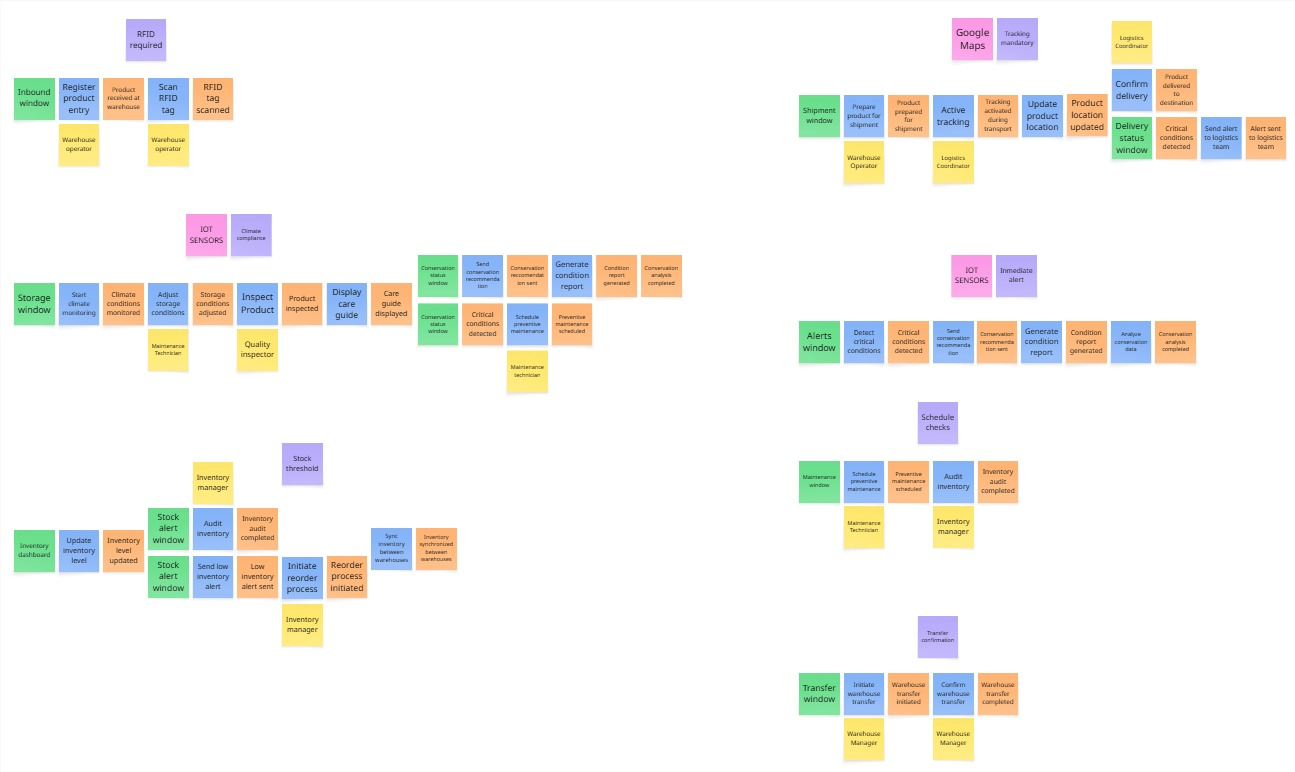 RFID
required
Inbound
window
Register
product
entry
Product
received at
warehouse
Scan
RFID
tag
RFID
tag
scanned
Warehouse
operator
Warehouse
operator
Google
Maps
Tracking
mandatory
Logistics
Coordinator
Confirm
delivery
Product
delivered
to
destination
Shipment
window
Prepare
product for
shipment
Product
prepared
for
shipment
Active
tracking
Tracking
activated
during
transport
Update
product
location
Product
location
updated
Delivery
status
window
Critical
conditions
detected
Send alert
to logistics
team
Alert sent
to logistics
team
Warehouse
Operator
Logistics
Coordinator
IOT
SENSORS
Climate
compliance
Storage
window
Start
climate
monitoring
Climate
conditions
monitored
Adjust
storage
conditions
Storage
conditions
adjusted
Inspect
Product
Product
inspected
Display
care
guide
Care
guide
displayed
Maintenance
Technician
Quality
inspector
Conservation
status
window
Send
conservation
recommenda
tion
Conservation
reccomendat
ion sent
Generate
condition
report
Condition
report
generated
Conservation
analysis
completed
Conservation
status
window
Critical
conditions
detected
Schedule
preventive
maintenance
Preventive
maintenance
scheduled
Maintenance
technician
IOT
SENSORS
Inmediate
alert
Alerts
window
Detect
critical
conditions
Critical
conditions
detected
Send
conservation
recommenda
tion
Conservation
recommenda
tion sent
Generate
condition
report
Condition
report
generated
Analyze
conservation
data
Conservation
analysis
completed
Stock
threshold
Inventory
manager
Inventory
dashboard
Update
inventory
level
Inventory
level
updated
Stock
alert
window
Audit
inventory
Inventory
audit
completed
Stock
alert
window
Send low
inventory
alert
Low
inventory
alert sent
Initiate
reorder
process
Reorder
process
initiated
Sync
inventory
between
warehouses
Inventory
synchronized
between
warehouses
Inventory
manager
Schedule
checks
Maintenance
window
Schedule
preventive
maintenance
Preventive
maintenance
scheduled
Audit
inventory
Inventory
audit
completed
Maintenance
Technician
Inventory
manager
Transfer
confirmation
Transfer
window
Initiate
warehouse
transfer
Warehouse
transfer
initiated
Confirm
warehouse
transfer
Warehouse
transfer
completed
Warehouse
Manager
Warehouse
Manager